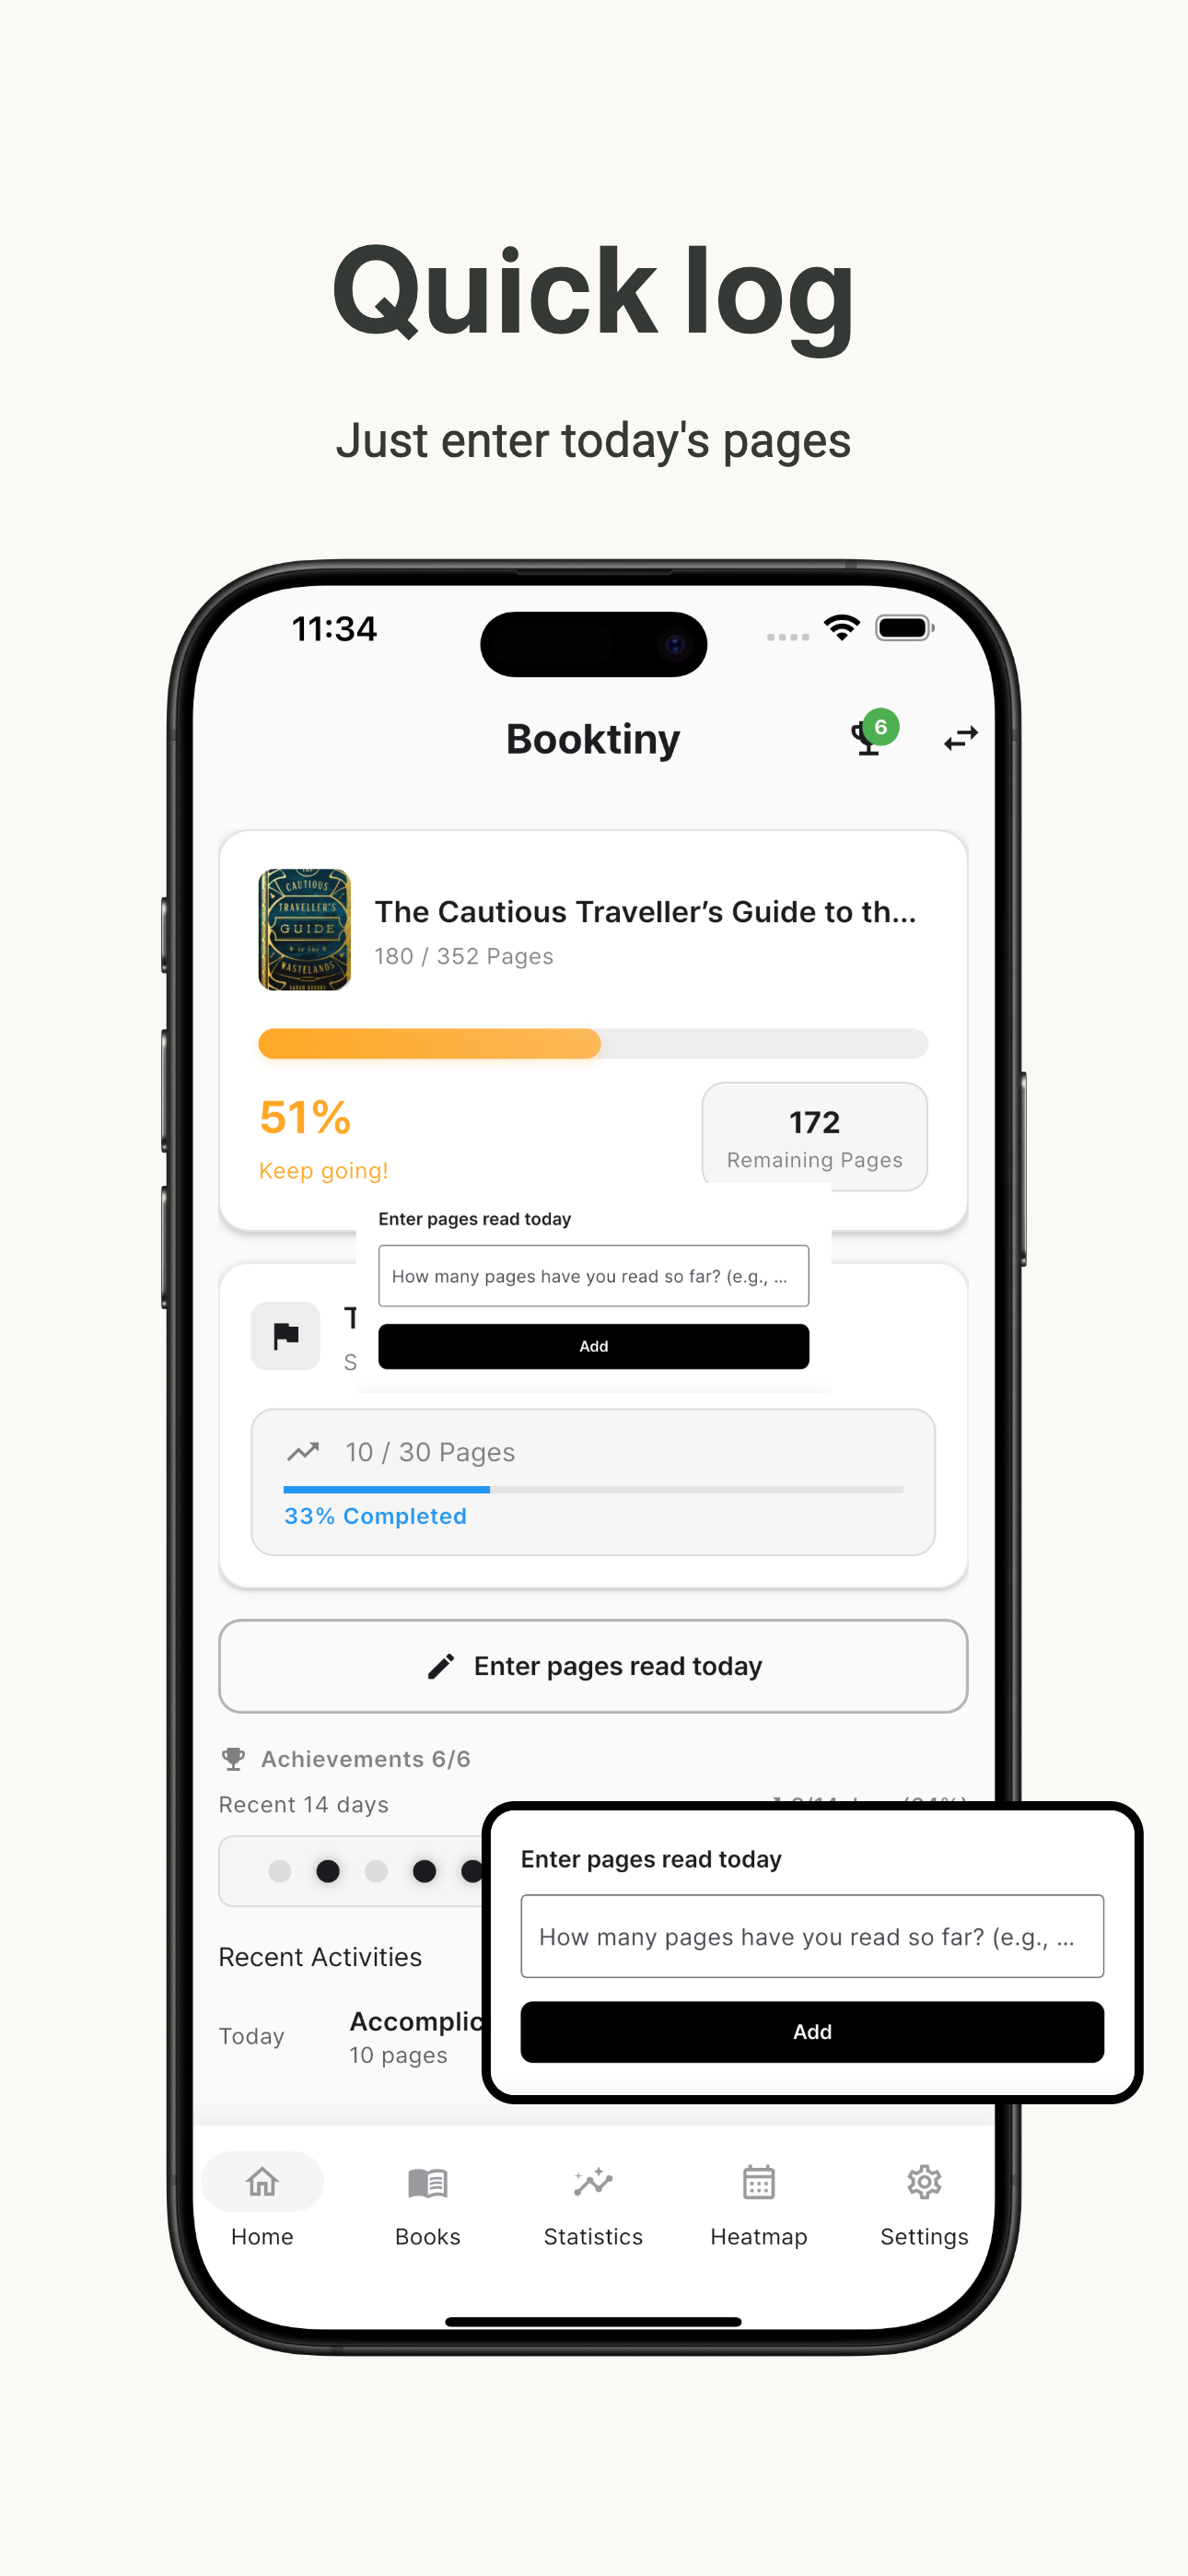 Quick log
Just enter today's pages
11:34
Booktiny
6
CAUTIOUS
TRAVELLER'S
GUIDE
to the
WASTELANDS
The Cautious Traveller’s Guide to th...
180 / 352 Pages
51%
Keep going!
172
Remaining Pages
Enter pages read today
How many pages have you read so far? (e.g., ...
Add
T
S
10 / 30 Pages
33% Completed
Enter pages read today
Achievements 6/6
Recent 14 days
Enter pages read today
How many pages have you read so far? (e.g., ...
Add
Recent Activities
Today
Accomplic
10 pages
Home
Books
Statistics
Heatmap
Settings